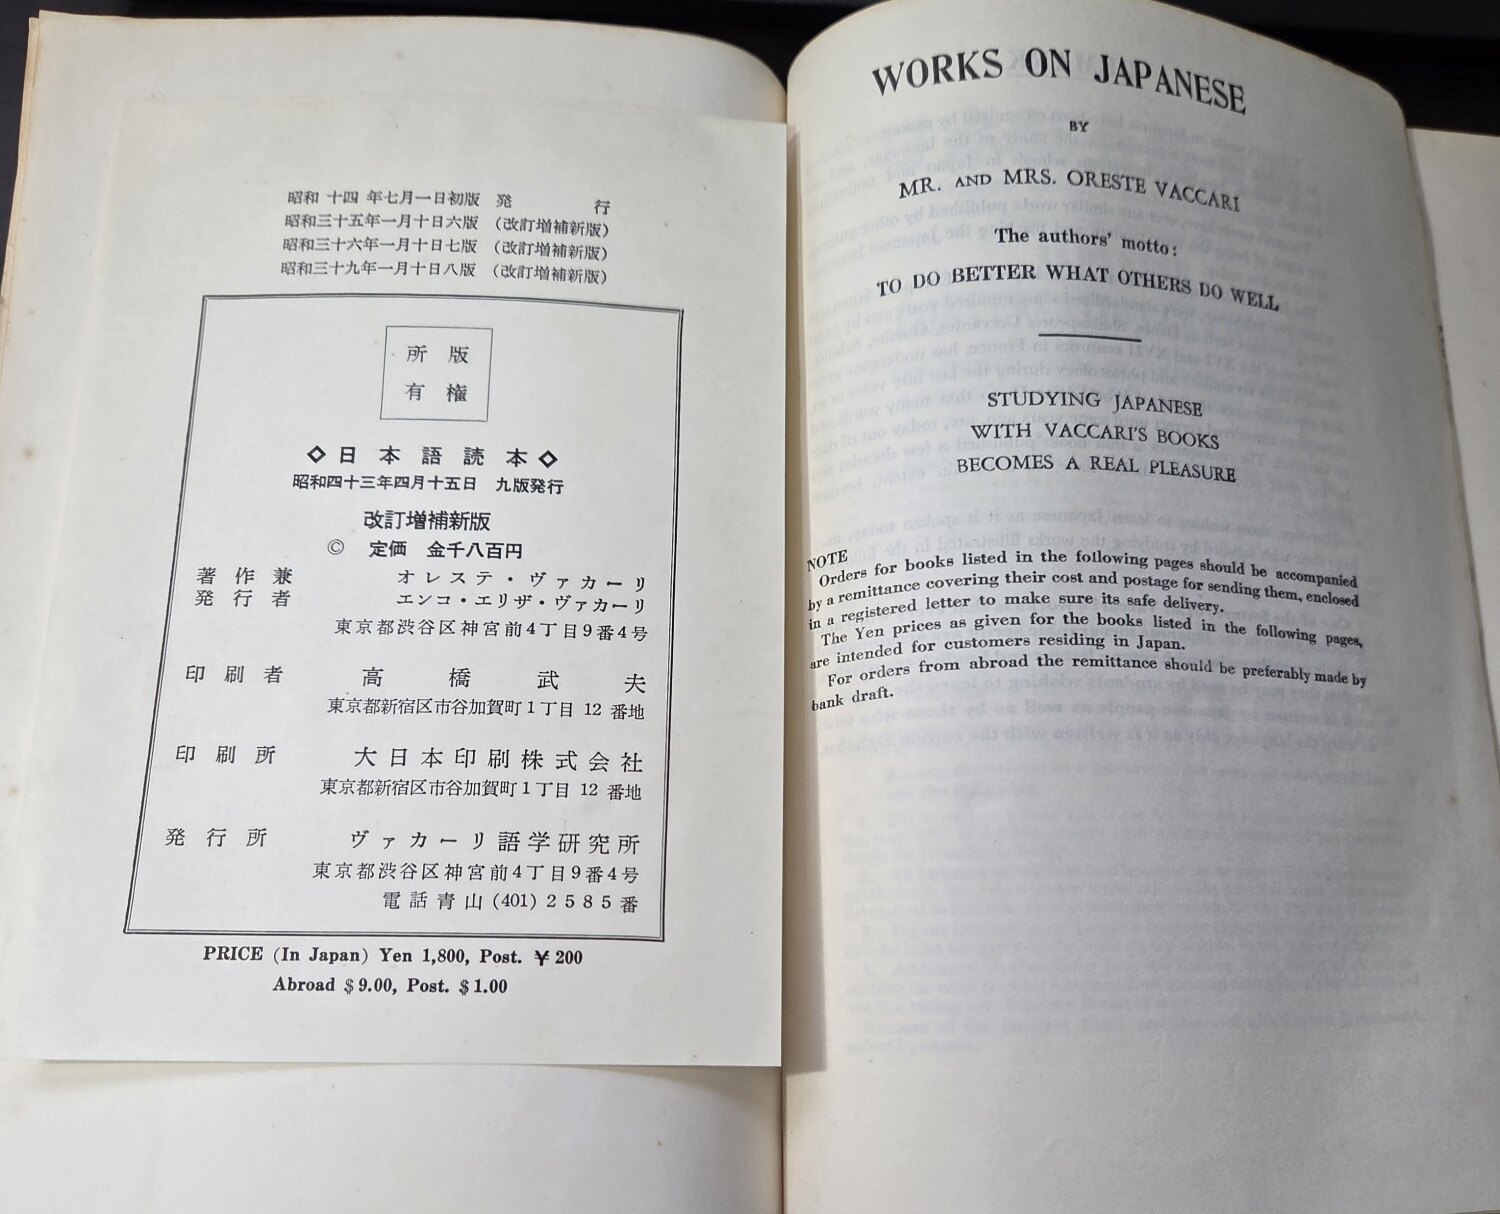 昭和 十四 年七月一日初版 発 行
昭和三十五年一月十日六版 (改訂増補新版)
昭和三十六年一月十日七版 (改訂増補新版)
昭和三十九年一月十日八版 (改訂増補新版)
所 版
有 権
◇日本語読本◇
昭和四十三年四月十五日 九版発行
改訂増補新版
© 定価 金千八百円
著作兼 オレステ・ヴァカーリ
発行者 エンコ・エリザ・ヴァカーリ
東京都渋谷区神宮前4丁目9番4号
印刷者 高橋武夫
東京都新宿区市谷加賀町1丁目 12 番地
印刷所 大日本印刷株式会社
東京都新宿区市谷加賀町1丁目 12 番地
発行所 ヴァカーリ語学研究所
東京都渋谷区神宮前4丁目9番4号
電話青山(401)2585番
PRICE (In Japan) Yen 1,800, Post. ¥200
Abroad $9.00, Post. $1.00
WORKS ON JAPANESE
BY
MR. AND MRS. ORESTE VACCARI
The authors' motto:
TO DO BETTER WHAT OTHERS DO WELL
STUDYING JAPANESE
WITH VACCARI'S BOOKS
BECOMES A REAL PLEASURE
NOTE
Orders for books listed in the following pages should be accompanied
by a remittance covering their cost and postage for sending them, enclosed
in a registered letter to make sure its safe delivery.
The Yen prices as given for the books listed in the following pages,
are intended for customers residing in Japan.
For orders from abroad the remittance should be preferably made by
bank draft.